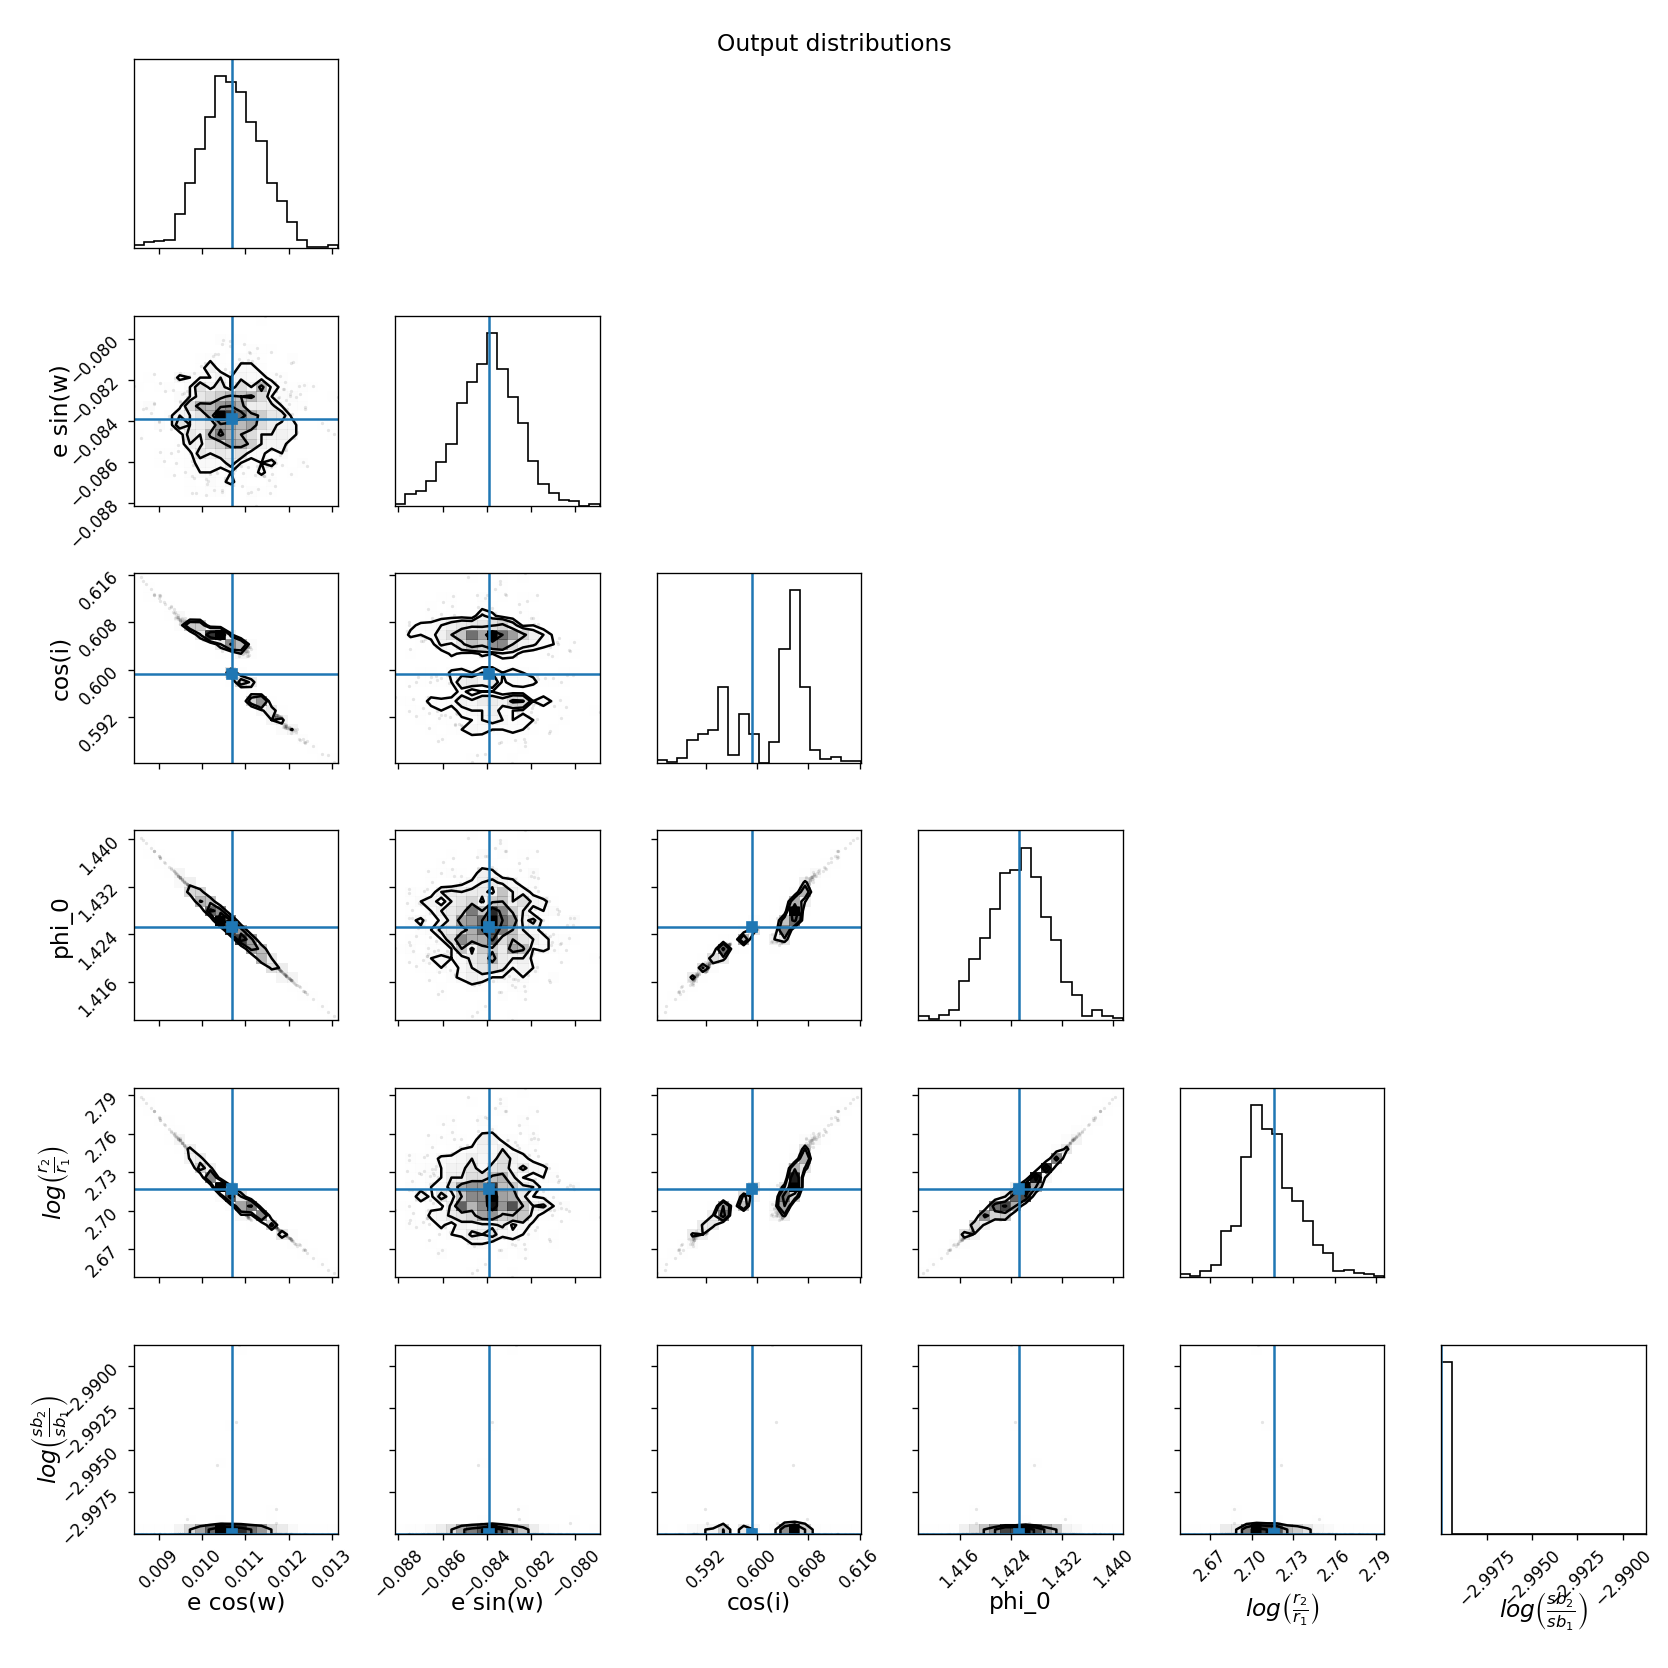 Output distributions
e sin(w)
−0.080
−0.082
−0.084
−0.086
−0.088
cos(i)
0.616
0.608
0.600
0.592
phi_0
1.440
1.432
1.424
1.416
log(r₂/r₁)
2.79
2.76
2.73
2.70
2.67
log(sb₂/sb₁)
−2.9900
−2.9925
−2.9950
−2.9975
0.009 0.010 0.011 0.012 0.013
e cos(w)
−0.088 −0.086 −0.084 −0.082 −0.080
e sin(w)
0.592 0.600 0.608 0.616
cos(i)
1.416 1.424 1.432 1.440
phi_0
2.67 2.70 2.73 2.76 2.79
log(r₂/r₁)
−2.9975 −2.9950 −2.9925 −2.9900
log(sb₂/sb₁)